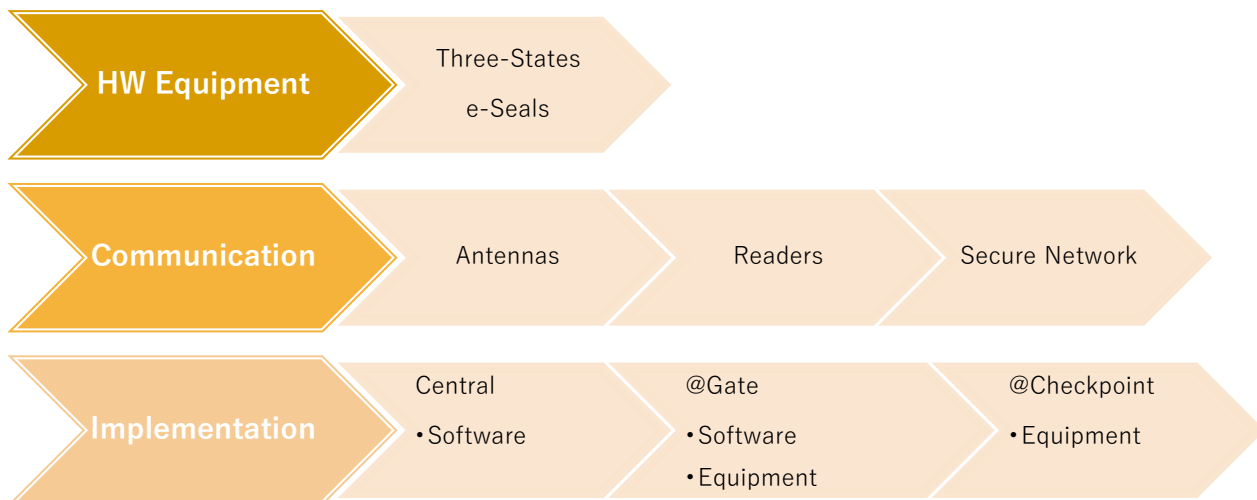 HW Equipment
Three-States
e-Seals
Communication
Antennas
Readers
Secure Network
Implementation
Central
•Software
@Gate
•Software
•Equipment
@Checkpoint
•Equipment